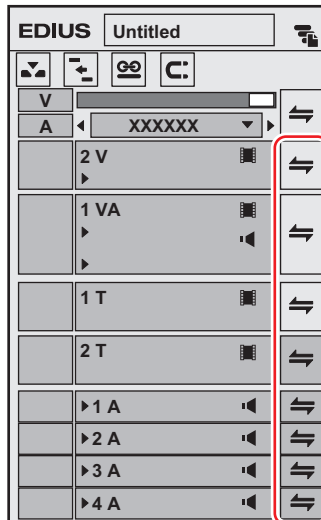 EDIUS Untitled
V
A XXXXXX
2 V
1 VA
1 T
2 T
1 A
2 A
3 A
4 A